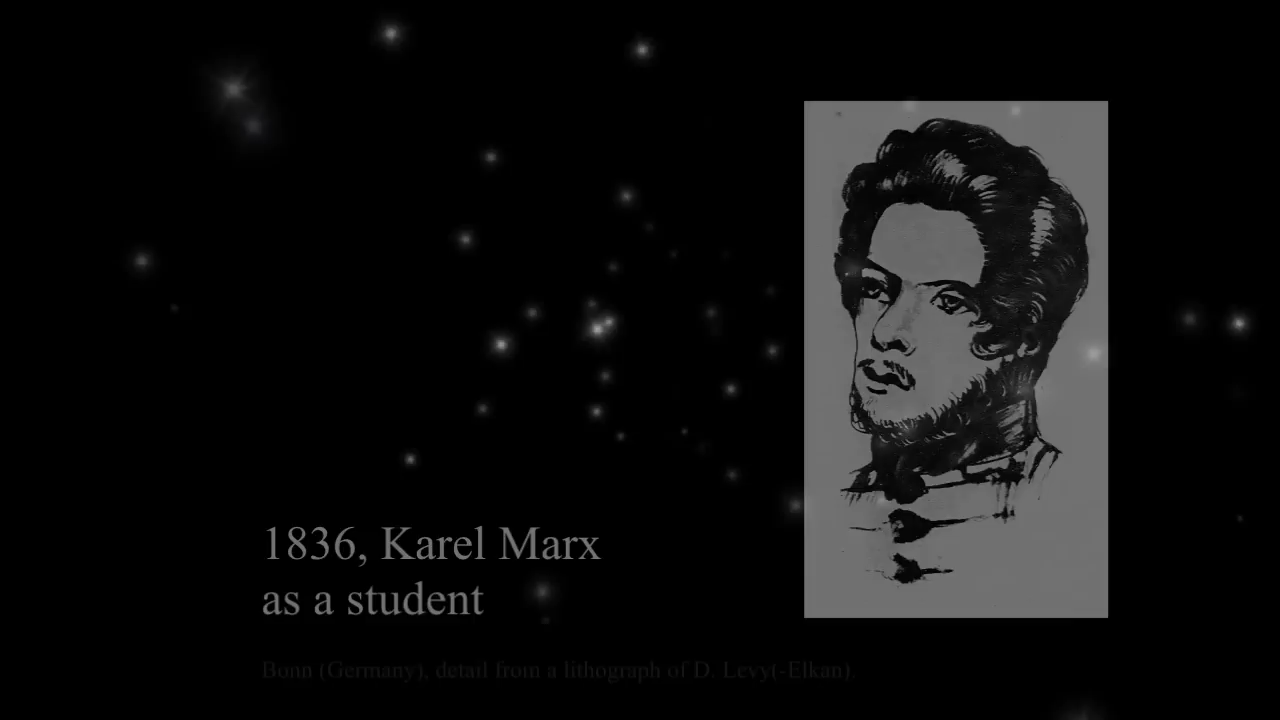 1836, Karel Marx
as a student
Bonn (Germany), detail from a lithograph of D. Levy(-Elkan).